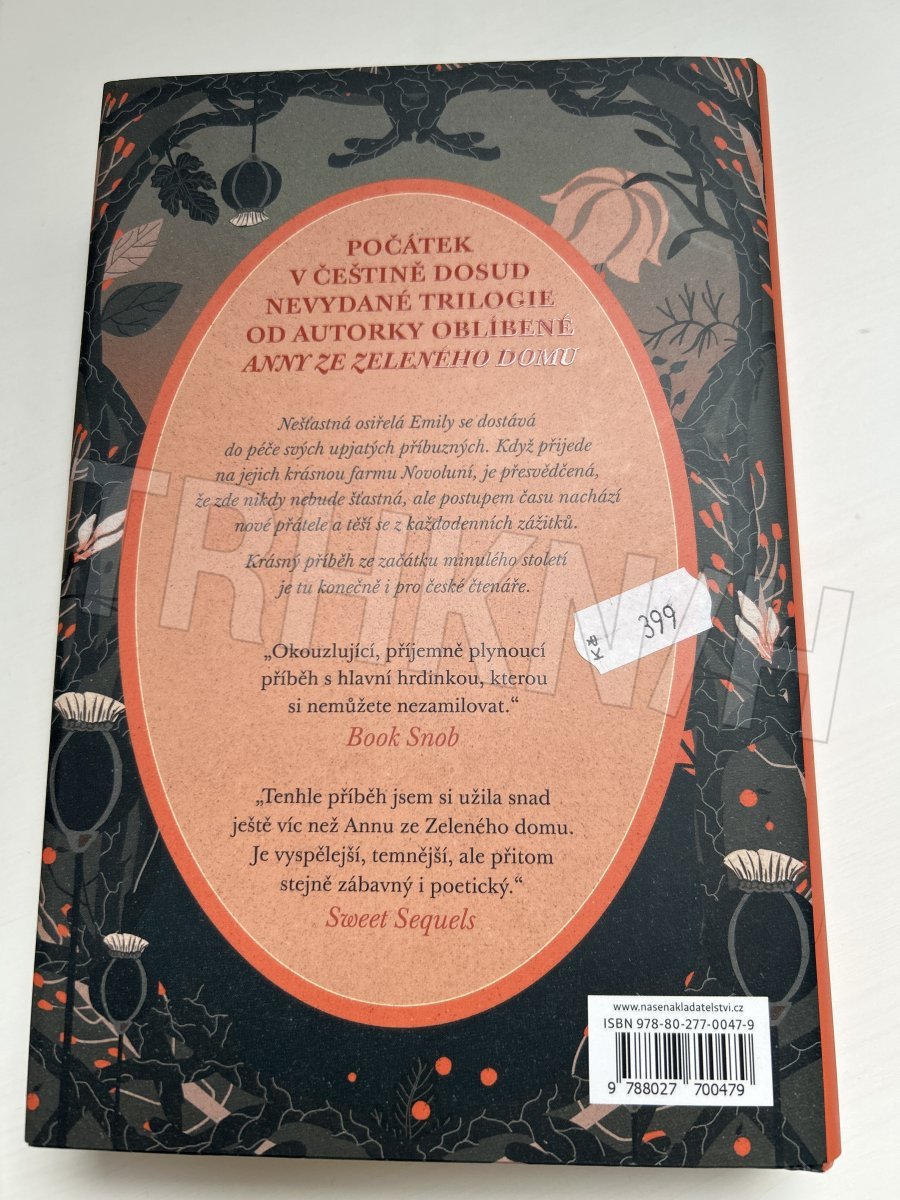 POČÁTEK
V ČEŠTINĚ DOSUD
NEVYDANÉ TRILOGIE
OD AUTORKY OBLÍBENÉ
ANNY ZE ZELENÉHO DOMU
Nešťastná osiřelá Emily se dostává
do péče svých upjatých příbuzných. Když přijede
na jejich krásnou farmu Novoluní, je přesvědčená,
že zde nikdy nebude šťastná, ale postupem času nachází
nové přátele a těší se z každodenních zážitků.
Krásný příběh ze začátku minulého století
je tu konečně i pro české čtenáře.
„Okouzlující, příjemně plynoucí
příběh s hlavní hrdinkou, kterou
si nemůžete nezamilovat.“
Book Snob
„Tenhle příběh jsem si užila snad
ještě víc než Annu ze Zeleného domu.
Je vyspělejší, temnější, ale přitom
stejně zábavný i poetický.“
Sweet Sequels
Kč 399
TRHKNIH
www.nasenakladatelstvi.cz
ISBN 978-80-277-0047-9
9 788027 700479